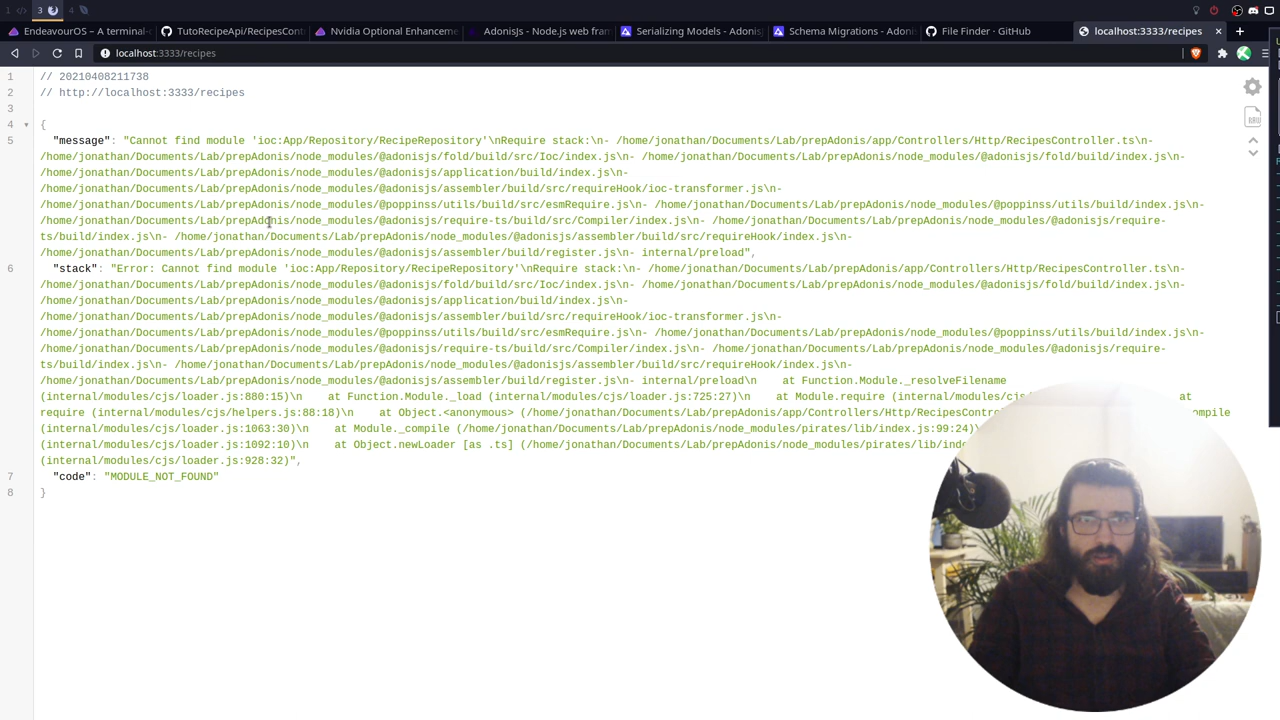 1 </> 3 4
EndeavourOS – A terminal-c TutoRecipeApi/RecipesContr Nvidia Optional Enhanceme AdonisJs - Node.js web fram Serializing Models - Adonis Schema Migrations - Adoni File Finder · GitHub localhost:3333/recipes × +
localhost:3333/recipes
1 // 20210408211738
2 // http://localhost:3333/recipes
3
4 {
5 "message": "Cannot find module 'ioc:App/Repository/RecipeRepository'\nRequire stack:\n- /home/jonathan/Documents/Lab/prepAdonis/app/Controllers/Http/RecipesController.ts\n-
/home/jonathan/Documents/Lab/prepAdonis/node_modules/@adonisjs/fold/build/src/Ioc/index.js\n- /home/jonathan/Documents/Lab/prepAdonis/node_modules/@adonisjs/fold/build/index.js\n-
/home/jonathan/Documents/Lab/prepAdonis/node_modules/@adonisjs/application/build/index.js\n-
/home/jonathan/Documents/Lab/prepAdonis/node_modules/@adonisjs/assembler/build/src/requireHook/ioc-transformer.js\n-
/home/jonathan/Documents/Lab/prepAdonis/node_modules/@poppinss/utils/build/src/esmRequire.js\n- /home/jonathan/Documents/Lab/prepAdonis/node_modules/@poppinss/utils/build/index.js\n-
/home/jonathan/Documents/Lab/prepAdonis/node_modules/@adonisjs/require-ts/build/src/Compiler/index.js\n- /home/jonathan/Documents/Lab/prepAdonis/node_modules/@adonisjs/require-
ts/build/index.js\n- /home/jonathan/Documents/Lab/prepAdonis/node_modules/@adonisjs/assembler/build/src/requireHook/index.js\n-
/home/jonathan/Documents/Lab/prepAdonis/node_modules/@adonisjs/assembler/build/register.js\n- internal/preload",
6 "stack": "Error: Cannot find module 'ioc:App/Repository/RecipeRepository'\nRequire stack:\n- /home/jonathan/Documents/Lab/prepAdonis/app/Controllers/Http/RecipesController.ts\n-
/home/jonathan/Documents/Lab/prepAdonis/node_modules/@adonisjs/fold/build/src/Ioc/index.js\n- /home/jonathan/Documents/Lab/prepAdonis/node_modules/@adonisjs/fold/build/index.js\n-
/home/jonathan/Documents/Lab/prepAdonis/node_modules/@adonisjs/application/build/index.js\n-
/home/jonathan/Documents/Lab/prepAdonis/node_modules/@adonisjs/assembler/build/src/requireHook/ioc-transformer.js\n-
/home/jonathan/Documents/Lab/prepAdonis/node_modules/@poppinss/utils/build/src/esmRequire.js\n- /home/jonathan/Documents/Lab/prepAdonis/node_modules/@poppinss/utils/build/index.js\n-
/home/jonathan/Documents/Lab/prepAdonis/node_modules/@adonisjs/require-ts/build/src/Compiler/index.js\n- /home/jonathan/Documents/Lab/prepAdonis/node_modules/@adonisjs/require-
ts/build/index.js\n- /home/jonathan/Documents/Lab/prepAdonis/node_modules/@adonisjs/assembler/build/src/requireHook/index.js\n-
/home/jonathan/Documents/Lab/prepAdonis/node_modules/@adonisjs/assembler/build/register.js\n- internal/preload\n at Function.Module._resolveFilename
(internal/modules/cjs/loader.js:880:15)\n at Function.Module._load (internal/modules/cjs/loader.js:725:27)\n at Module.require (internal/modules/cjs/ at
require (internal/modules/cjs/helpers.js:88:18)\n at Object.<anonymous> (/home/jonathan/Documents/Lab/prepAdonis/app/Controllers/Http/RecipesContro ompile
(internal/modules/cjs/loader.js:1063:30)\n at Module._compile (/home/jonathan/Documents/Lab/prepAdonis/node_modules/pirates/lib/index.js:99:24)\
(internal/modules/cjs/loader.js:1092:10)\n at Object.newLoader [as .ts] (/home/jonathan/Documents/Lab/prepAdonis/node_modules/pirates/lib/inde
(internal/modules/cjs/loader.js:928:32)",
7 "code": "MODULE_NOT_FOUND"
8 }
RAW